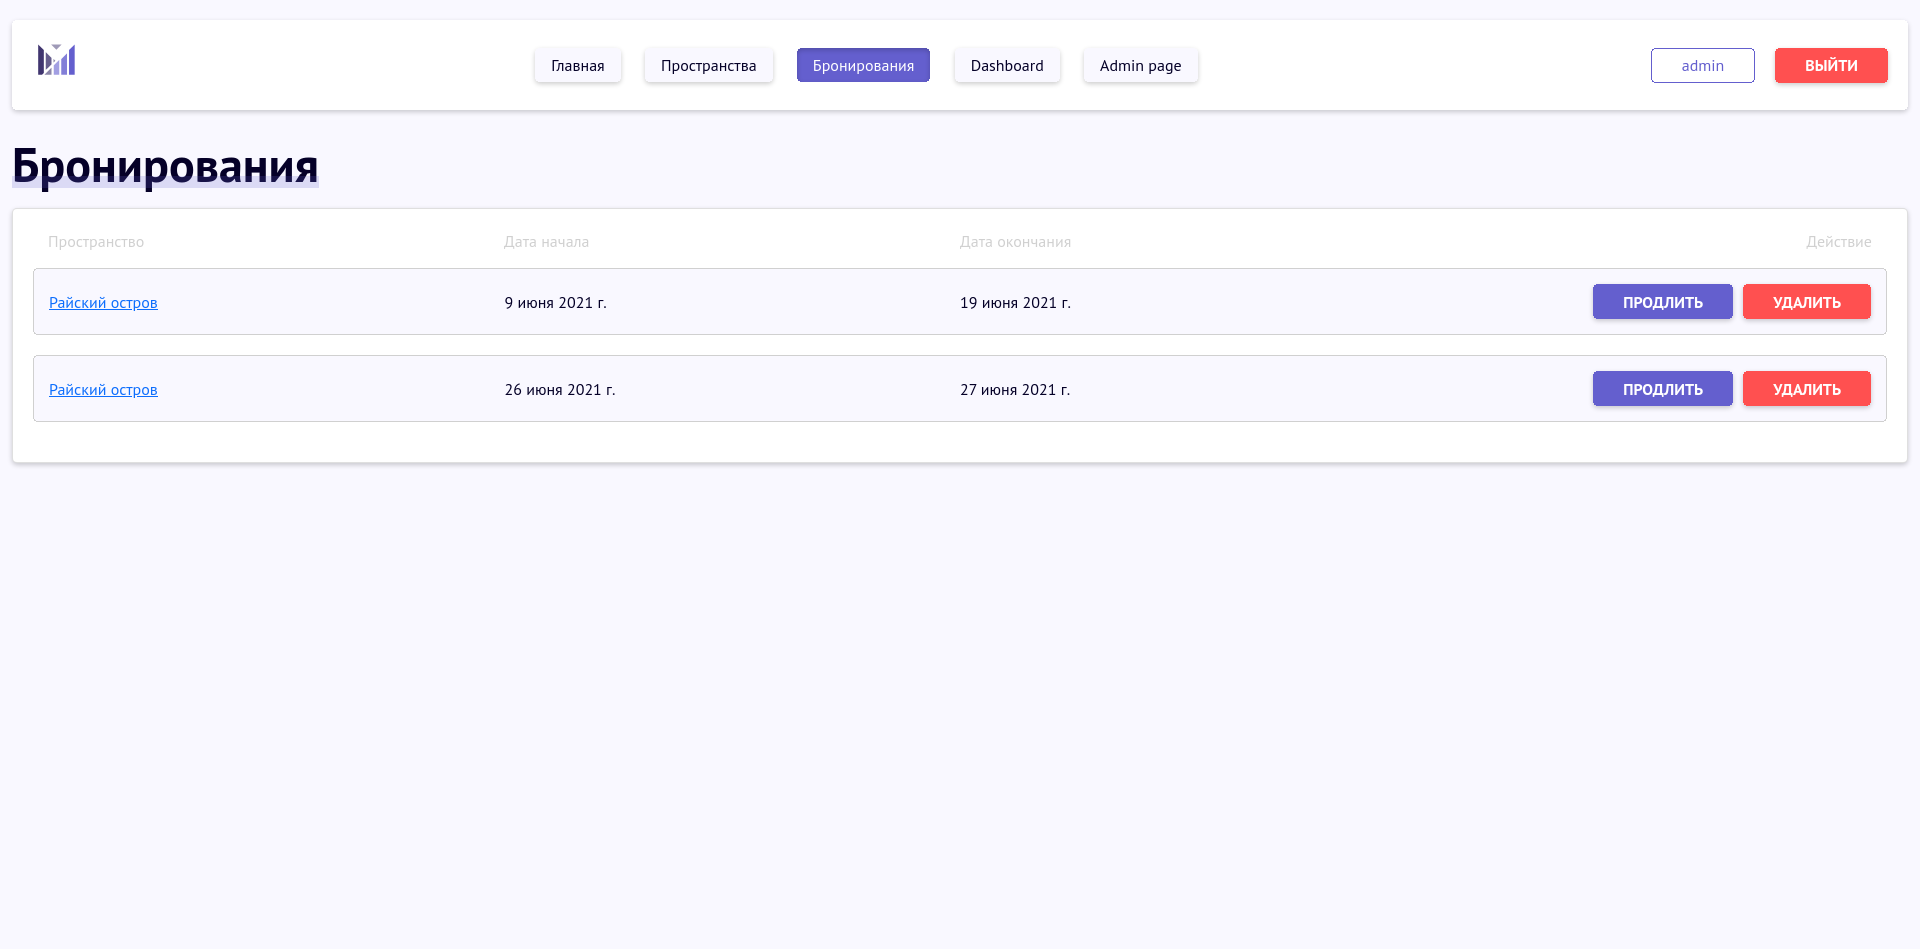 Главная Пространства Бронирования Dashboard Admin page admin ВЫЙТИ
Бронирования
Пространство Дата начала Дата окончания Действие
Райский остров 9 июня 2021 г. 19 июня 2021 г. ПРОДЛИТЬ УДАЛИТЬ
Райский остров 26 июня 2021 г. 27 июня 2021 г. ПРОДЛИТЬ УДАЛИТЬ